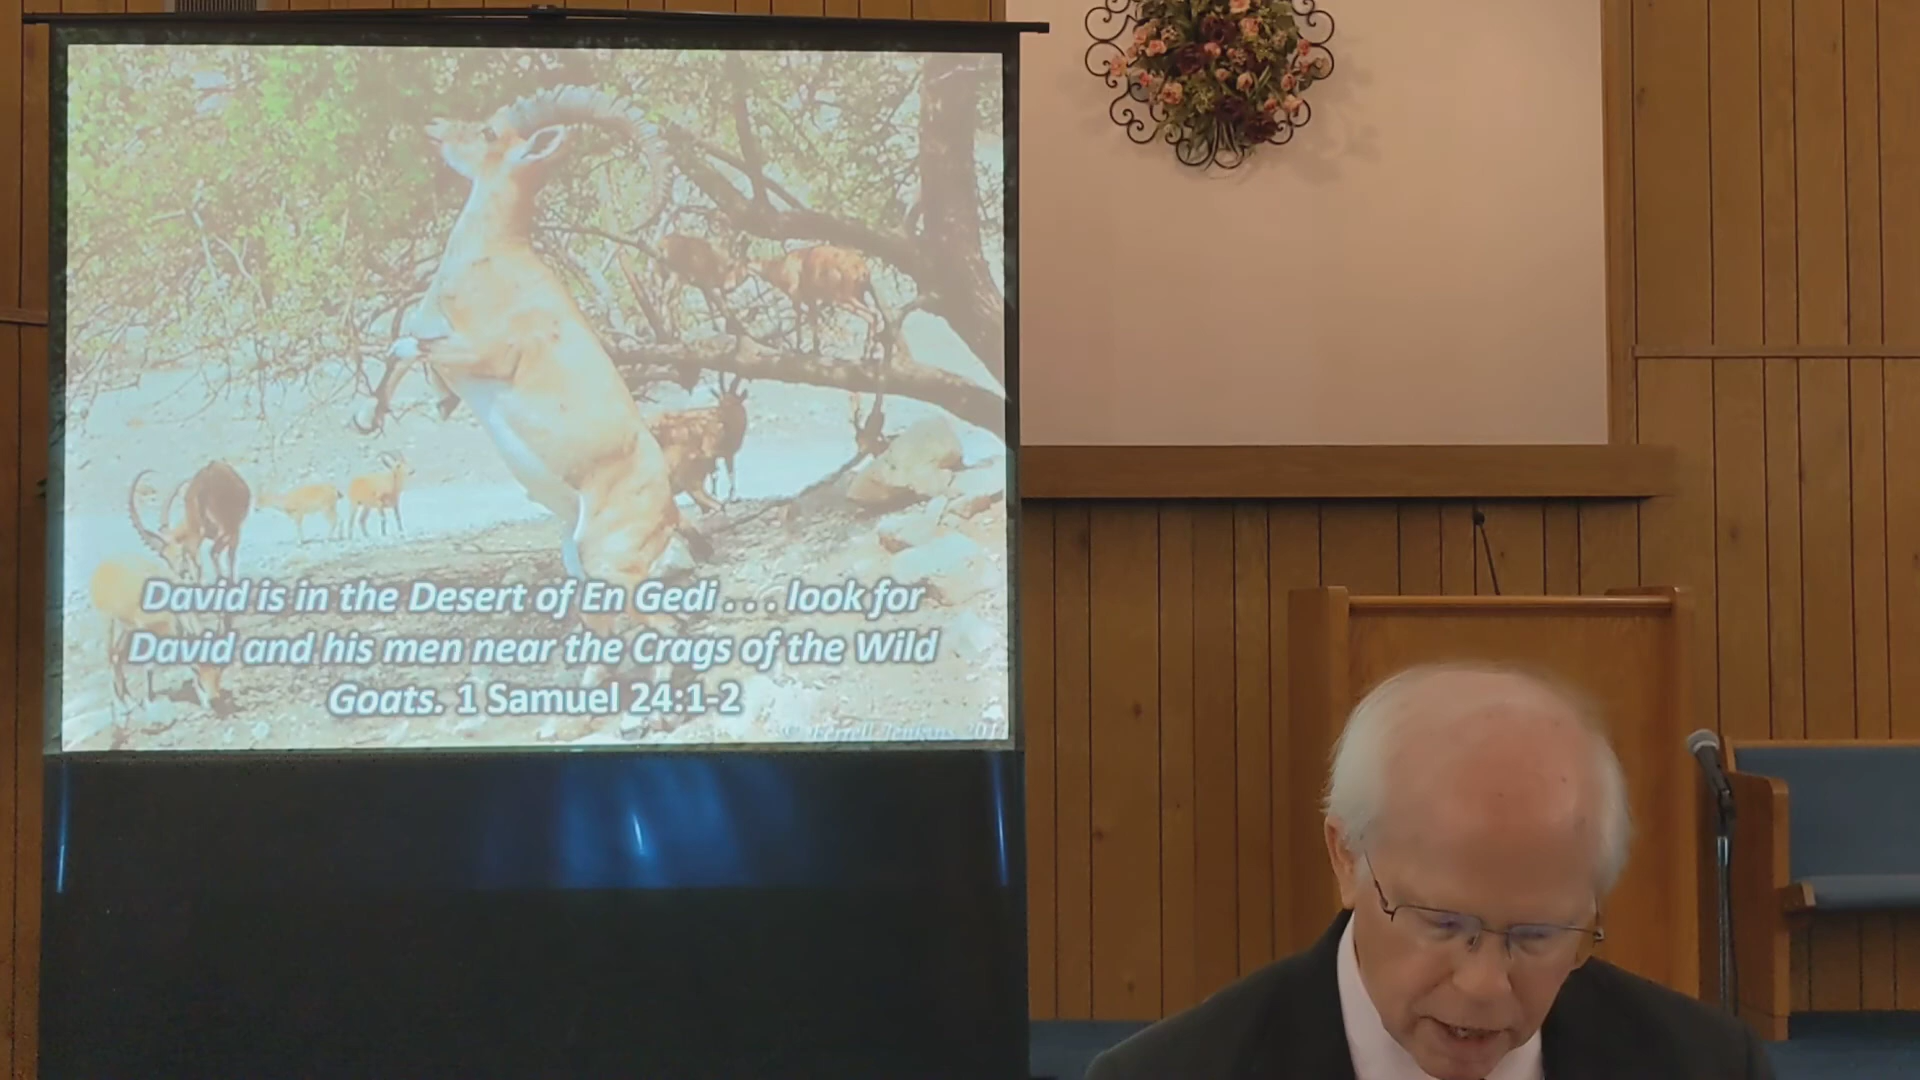 David is in the Desert of En Gedi . . . look for
David and his men near the Crags of the Wild
Goats. 1 Samuel 24:1-2